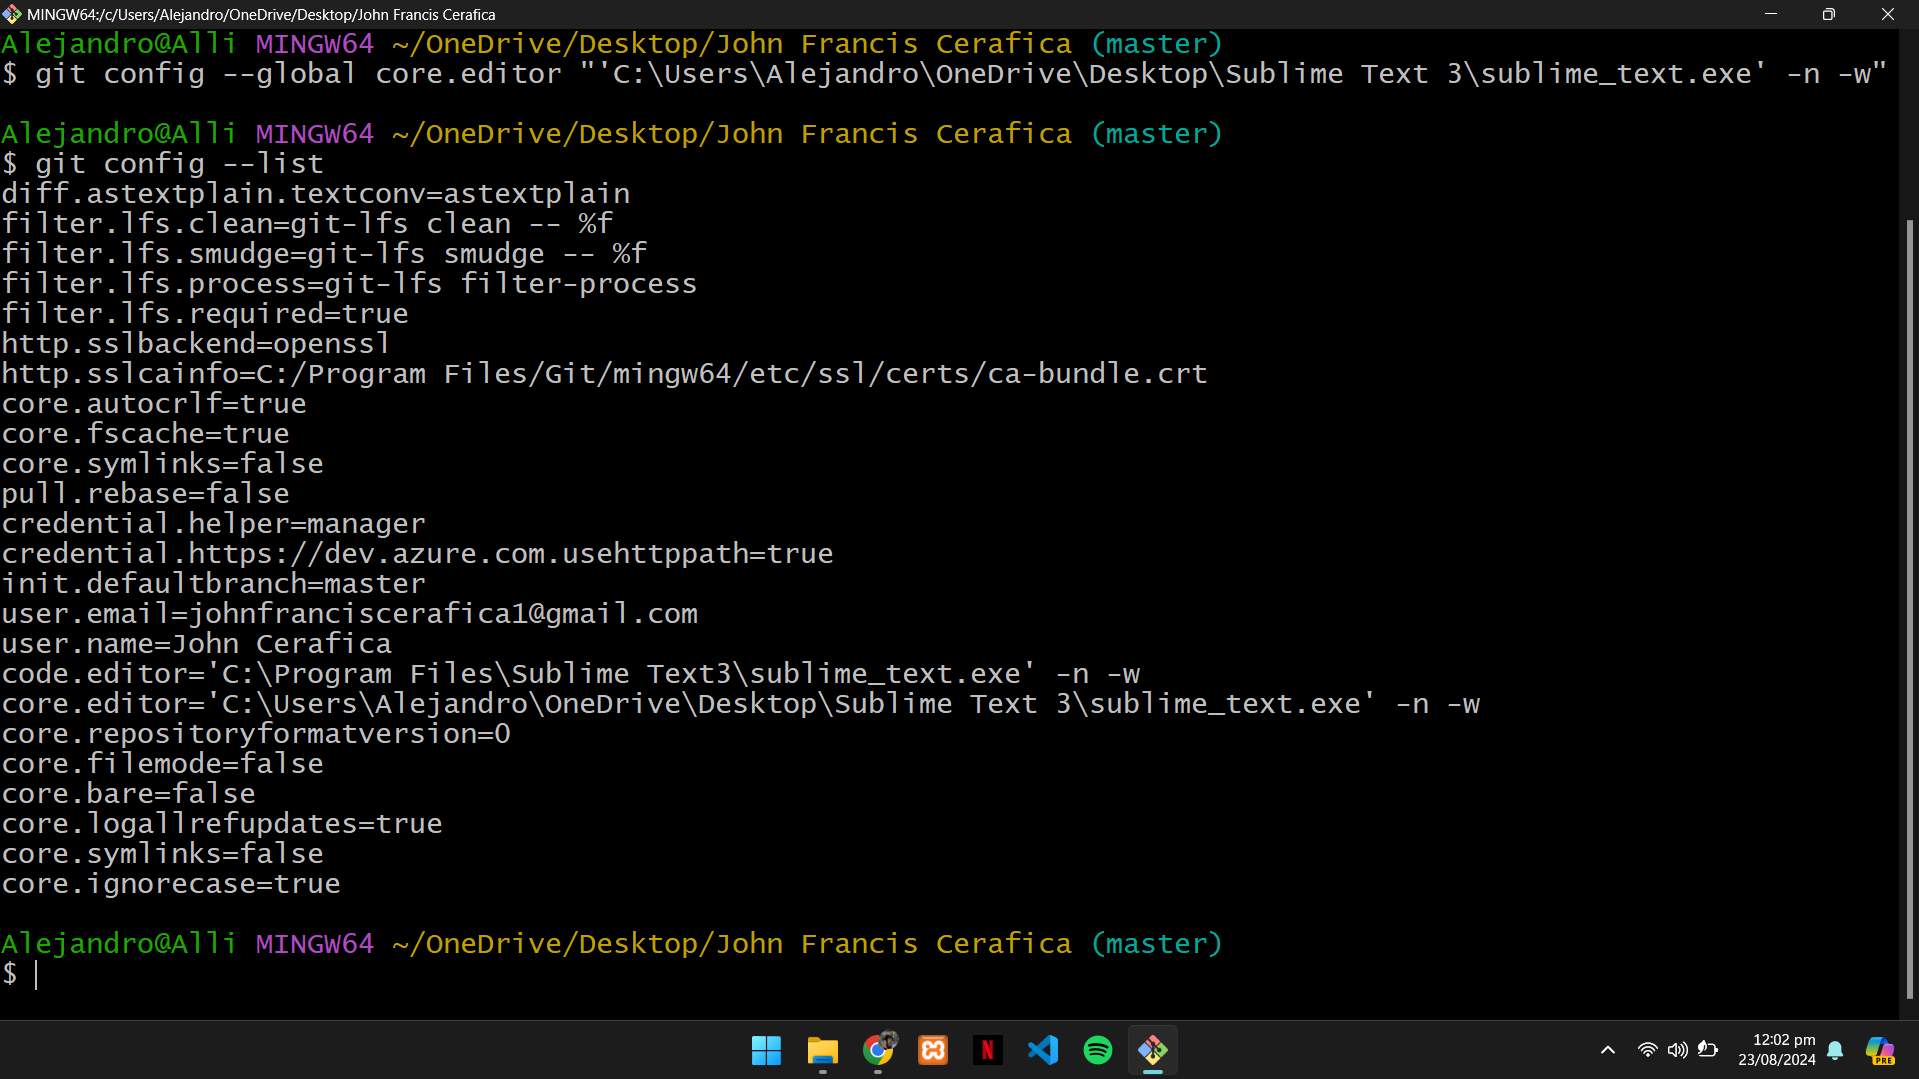 MINGW64:/c/Users/Alejandro/OneDrive/Desktop/John Francis Cerafica
Alejandro@Alli MINGW64 ~/OneDrive/Desktop/John Francis Cerafica (master)
$ git config --global core.editor "'C:\Users\Alejandro\OneDrive\Desktop\Sublime Text 3\sublime_text.exe' -n -w"
Alejandro@Alli MINGW64 ~/OneDrive/Desktop/John Francis Cerafica (master)
$ git config --list
diff.astextplain.textconv=astextplain
filter.lfs.clean=git-lfs clean -- %f
filter.lfs.smudge=git-lfs smudge -- %f
filter.lfs.process=git-lfs filter-process
filter.lfs.required=true
http.sslbackend=openssl
http.sslcainfo=C:/Program Files/Git/mingw64/etc/ssl/certs/ca-bundle.crt
core.autocrlf=true
core.fscache=true
core.symlinks=false
pull.rebase=false
credential.helper=manager
credential.https://dev.azure.com.usehttppath=true
init.defaultbranch=master
user.email=johnfranciscerafica1@gmail.com
user.name=John Cerafica
code.editor='C:\Program Files\Sublime Text3\sublime_text.exe' -n -w
core.editor='C:\Users\Alejandro\OneDrive\Desktop\Sublime Text 3\sublime_text.exe' -n -w
core.repositoryformatversion=0
core.filemode=false
core.bare=false
core.logallrefupdates=true
core.symlinks=false
core.ignorecase=true
Alejandro@Alli MINGW64 ~/OneDrive/Desktop/John Francis Cerafica (master)
$
N
12:02 pm
23/08/2024
PRE